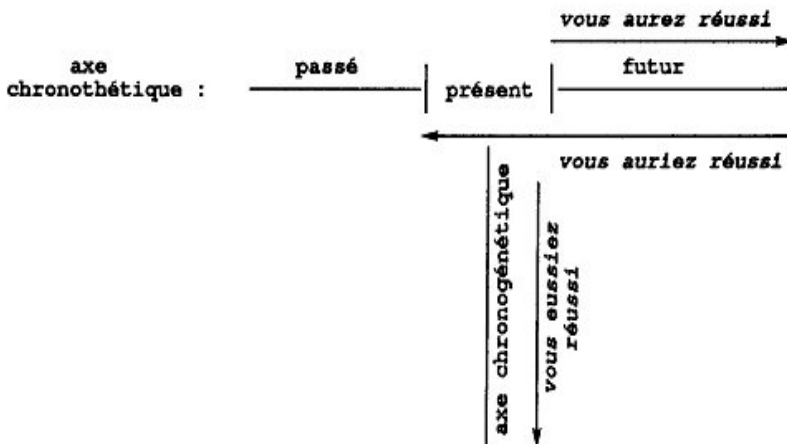 vous aurez réussi
axe passé futur
chronothétique : présent
vous auriez réussi
axe chronogénétique
vous eussiez
réussi